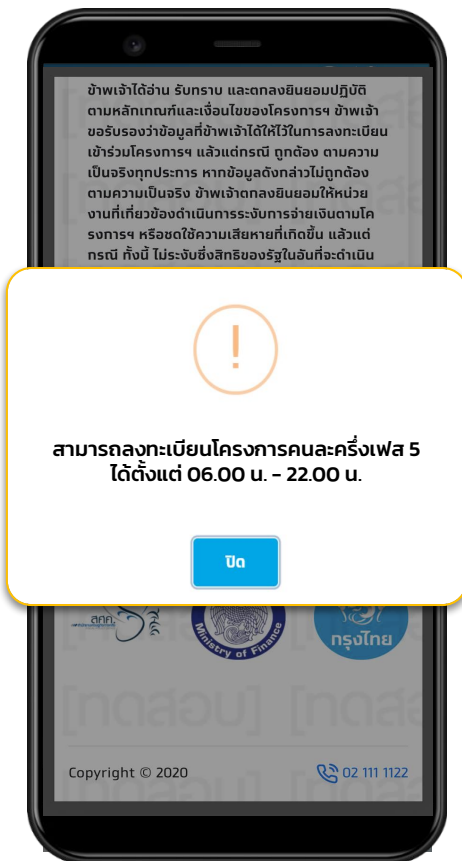 ข้าพเจ้าได้อ่าน รับทราบ และตกลงยินยอมปฏิบัติ
ตามหลักเกณฑ์และเงื่อนไขของโครงการฯ ข้าพเจ้า
ขอรับรองว่าข้อมูลที่ข้าพเจ้าได้ให้ไว้ในการลงทะเบียน
เข้าร่วมโครงการฯ แล้วแต่กรณี ถูกต้อง ตามความ
เป็นจริงทุกประการ หากข้อมูลดังกล่าวไม่ถูกต้อง
ตามความเป็นจริง ข้าพเจ้าตกลงยินยอมให้หน่วย
งานที่เกี่ยวข้องดำเนินการระงับการจ่ายเงินตามโค
รงการฯ หรือชดใช้ความเสียหายที่เกิดขึ้น แล้วแต่
กรณี ทั้งนี้ ไม่ระงับซึ่งสิทธิของรัฐในอันที่จะดำเนิน
!
สามารถลงทะเบียนโครงการคนละครึ่งเฟส 5
ได้ตั้งแต่ 06.00 น. - 22.00 น.
ปิด
สศค.
Ministry of Finance
กรุงไทย
[ทดสอบ] [ทดสอ
Copyright © 2020
02 111 1122